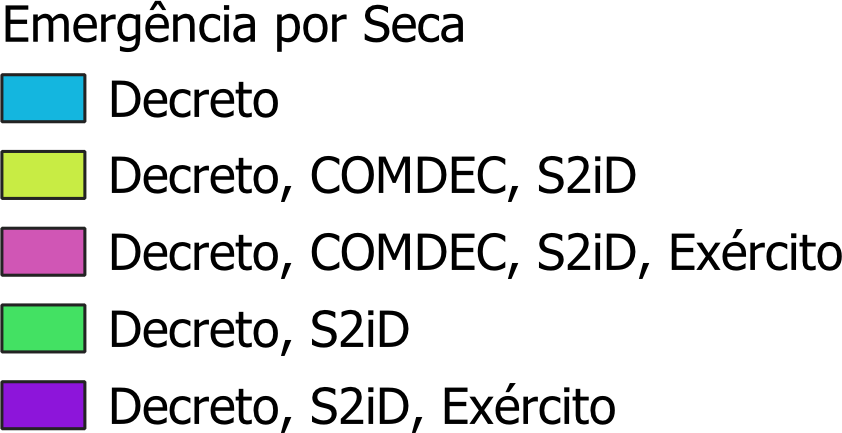 Emergência por Seca
Decreto
Decreto, COMDEC, S2iD
Decreto, COMDEC, S2iD, Exército
Decreto, S2iD
Decreto, S2iD, Exército